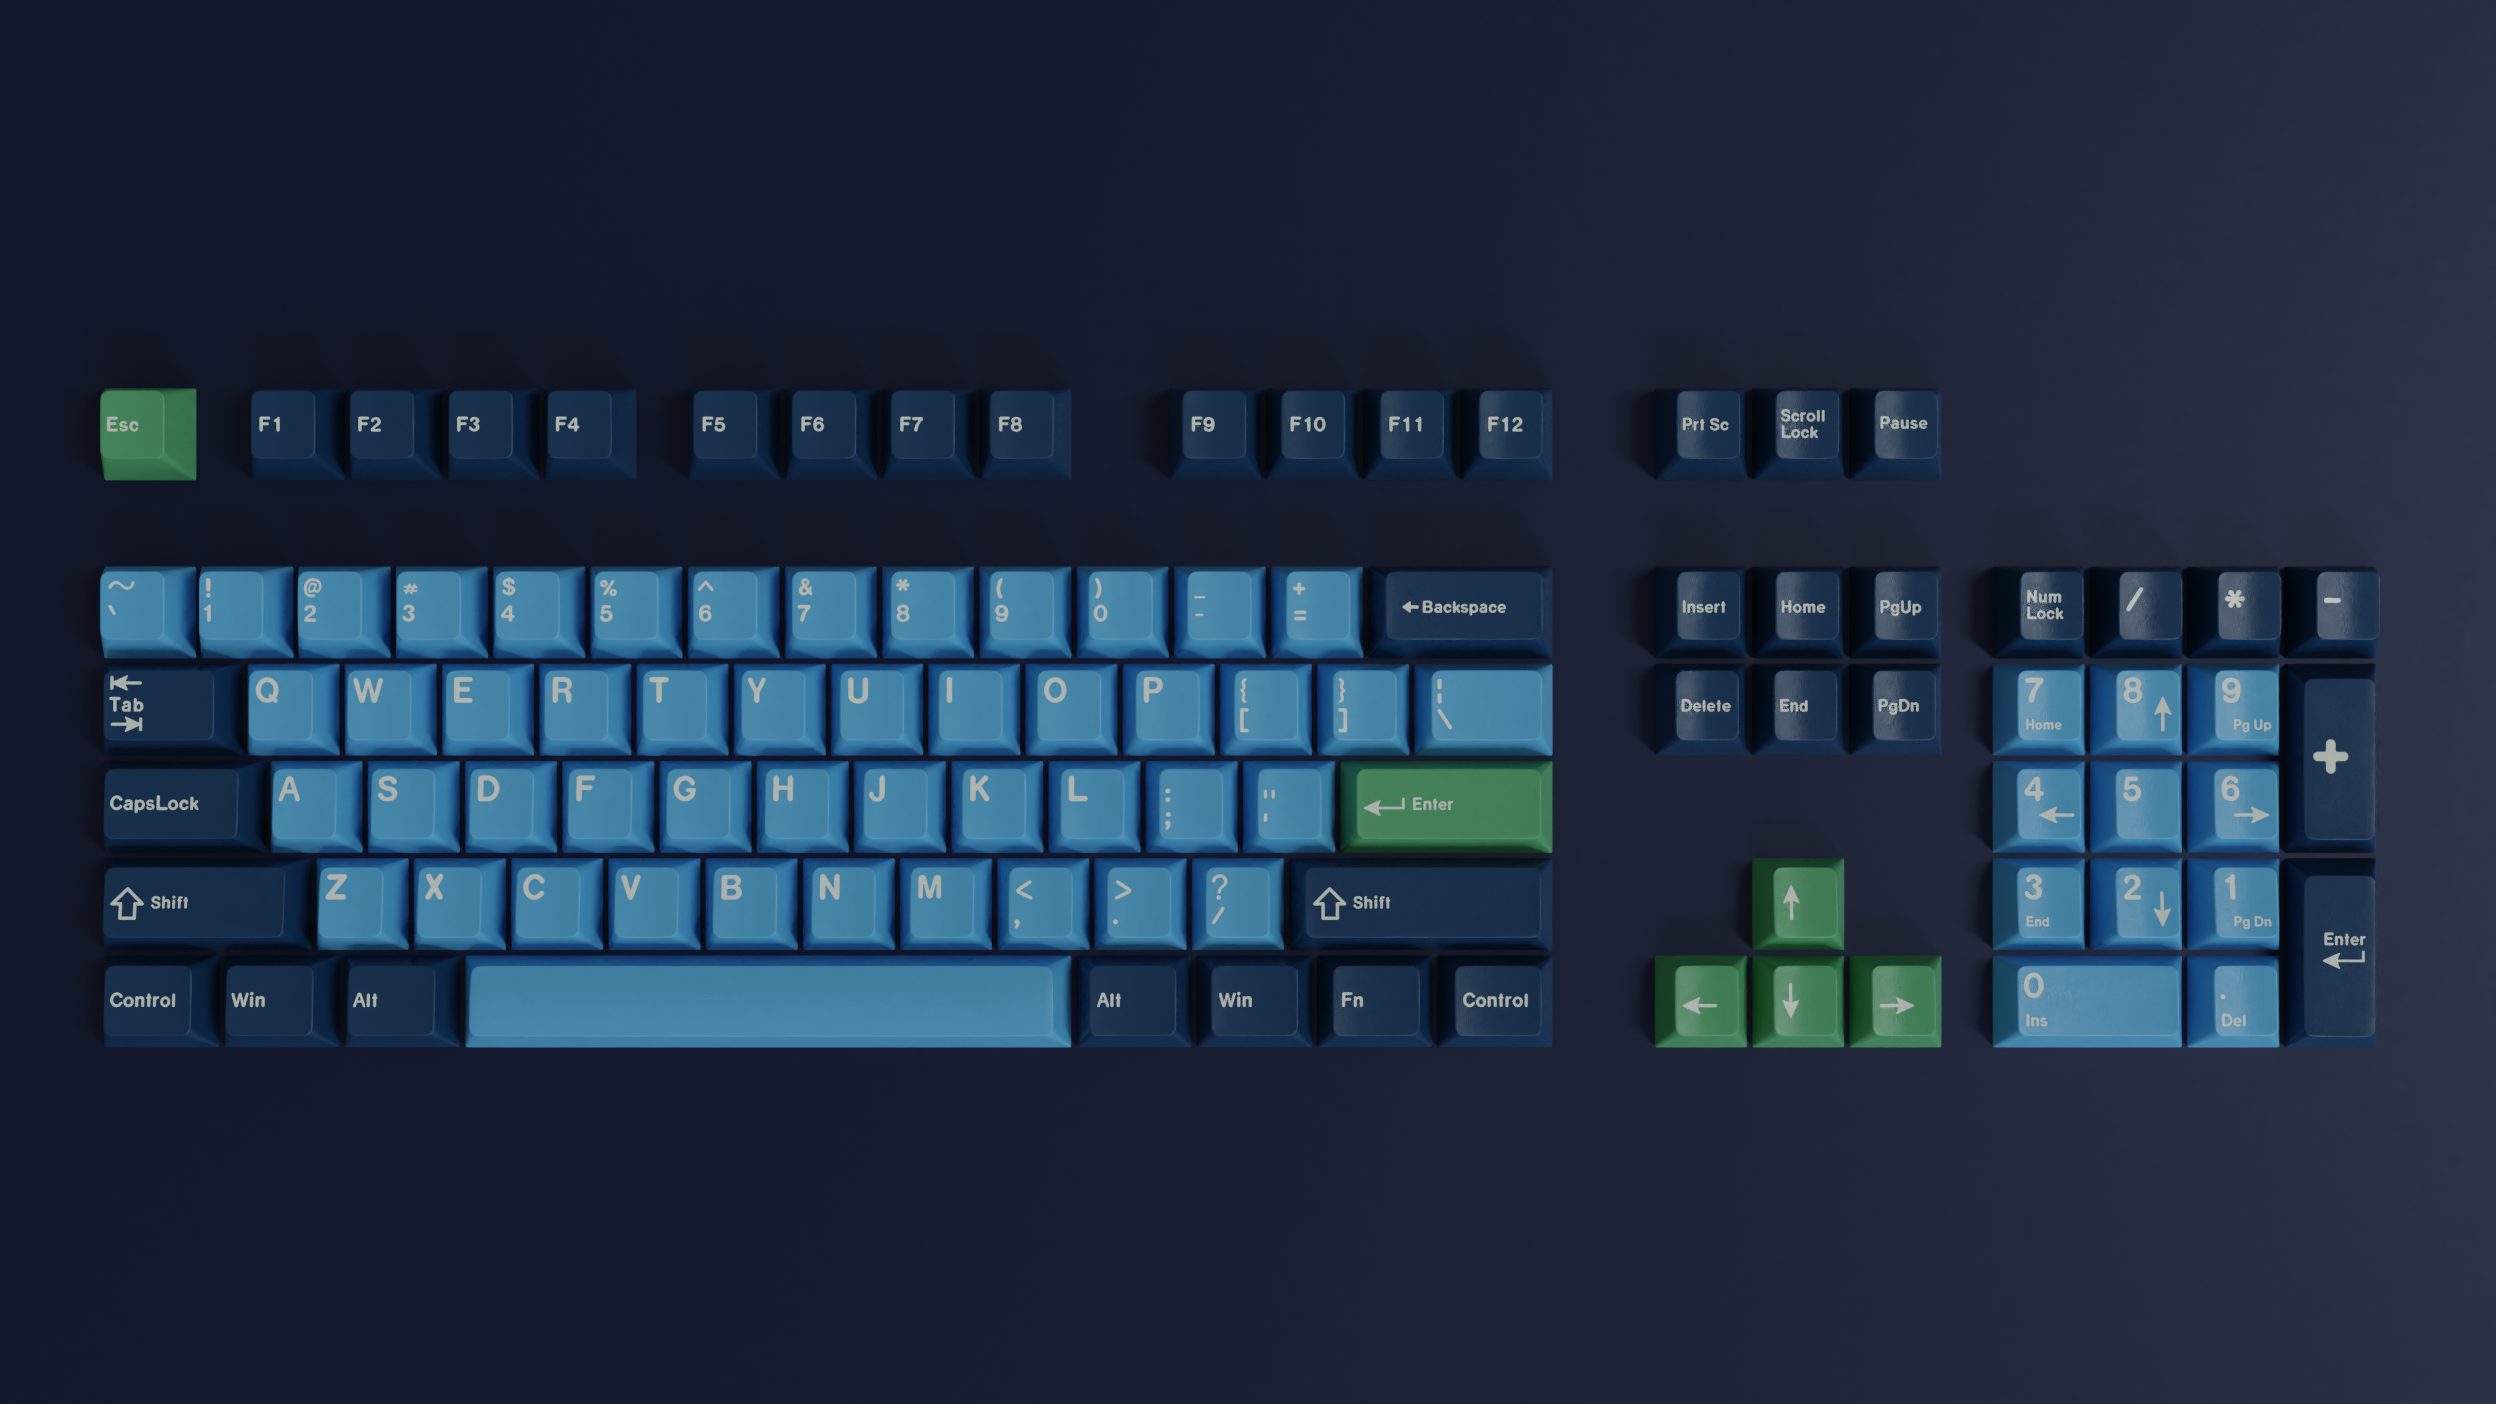 Esc F1 F2 F3 F4 F5 F6 F7 F8 F9 F10 F11 F12 Prt Sc Scroll Lock Pause
~ ! @ # $ % ^ & * ( ) _ +
` 1 2 3 4 5 6 7 8 9 0 - = ← Backspace Insert Home PgUp Num Lock / * -
⇤ Tab ⇥ Q W E R T Y U I O P { [ } ] ¦ \ Delete End PgDn 7 Home 8 ↑ 9 Pg Up +
CapsLock A S D F G H J K L : ; " ' ↵ Enter 4 ← 5 6 →
⇧ Shift Z X C V B N M < , > . ? / ⇧ Shift ↑ 3 End 2 ↓ 1 Pg Dn Enter ↵
Control Win Alt Alt Win Fn Control ← ↓ → 0 Ins . Del